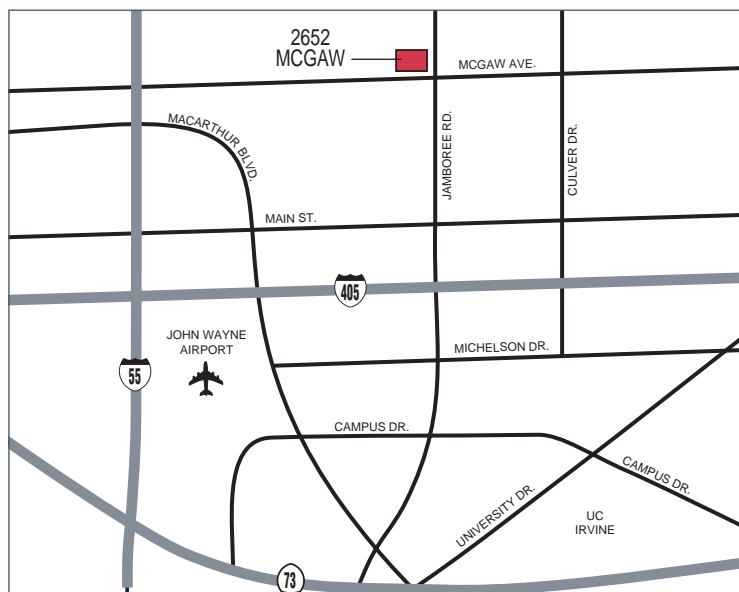 2652
MCGAW
MCGAW AVE.
MACARTHUR BLVD.
JAMBOREE RD.
CULVER DR.
MAIN ST.
405
JOHN WAYNE
AIRPORT
MICHELSON DR.
55
CAMPUS DR.
CAMPUS DR.
UNIVERSITY DR.
UC
IRVINE
73